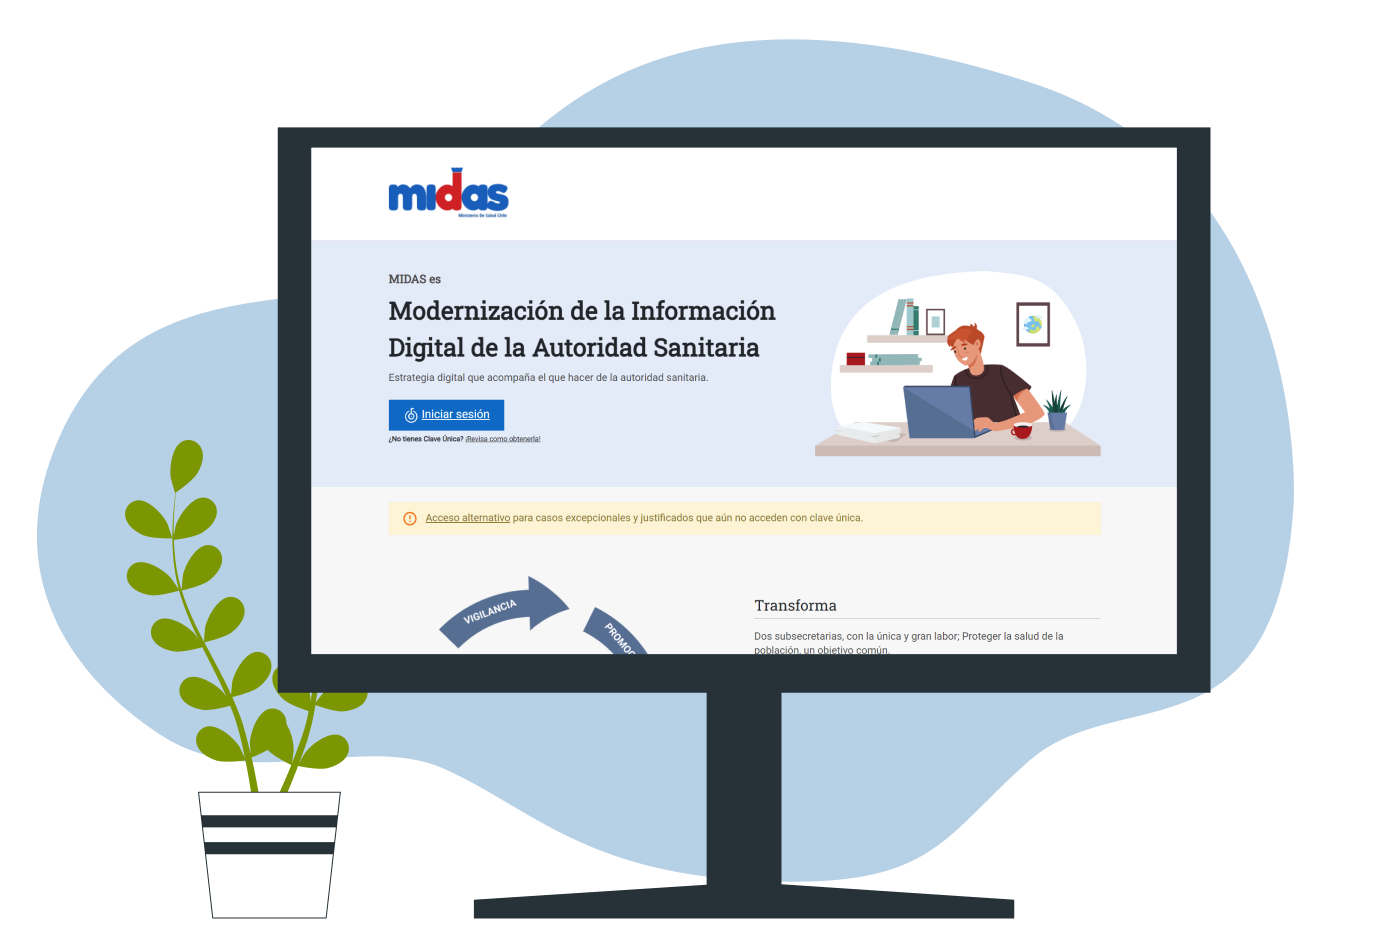 midas
Ministerio De Salud Chile
MIDAS es
Modernización de la Información
Digital de la Autoridad Sanitaria
Estrategia digital que acompaña el que hacer de la autoridad sanitaria.
Iniciar sesión
¿No tienes Clave Única? ¡Revisa como obtenerla!
Acceso alternativo para casos excepcionales y justificados que aún no acceden con clave única.
VIGILANCIA
PROMOC
Transforma
Dos subsecretarias, con la única y gran labor; Proteger la salud de la
población, un objetivo común.